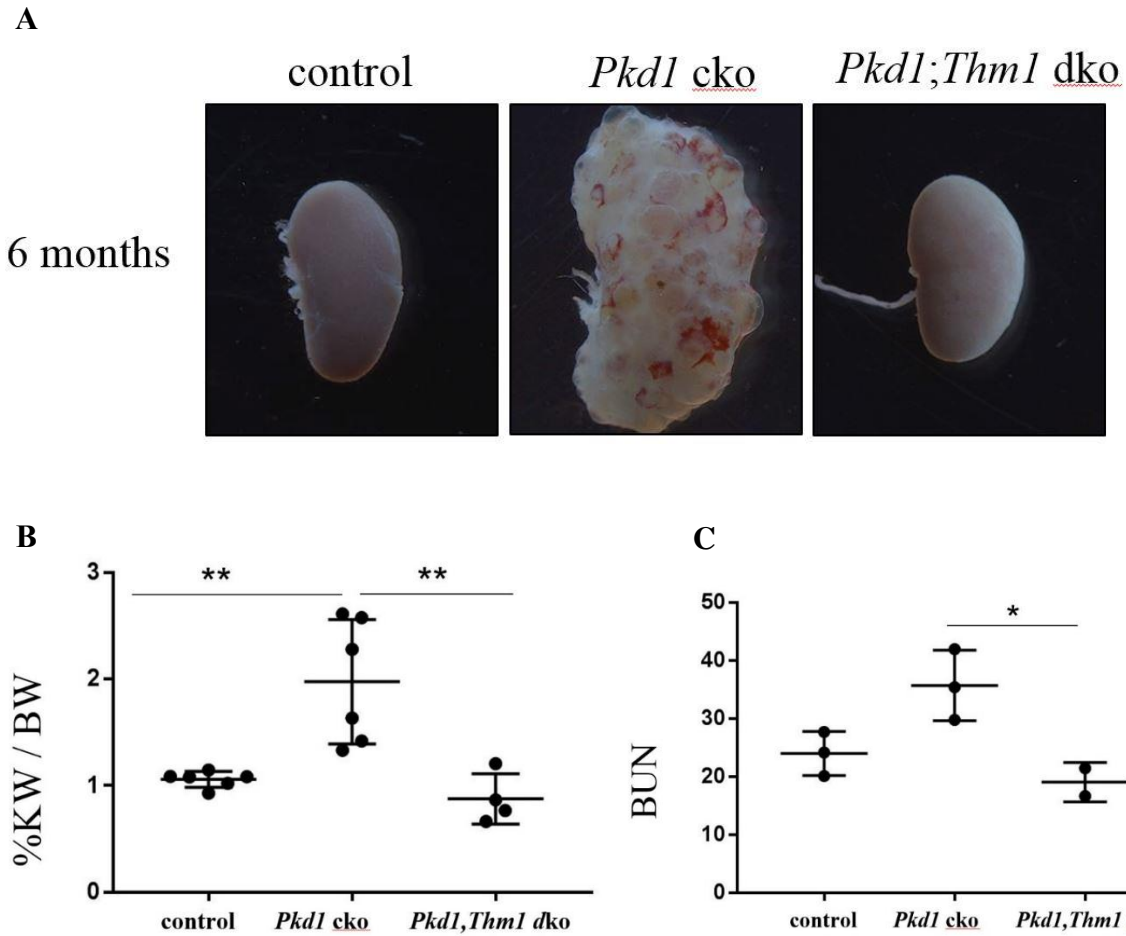 A
control
Pkd1 cko
Pkd1;Thm1 dko
6 months
B
%KW / BW
3
2
1
0
**
**
control
Pkd1 cko
Pkd1,Thm1 dko
C
BUN
50
40
30
20
10
0
*
control
Pkd1 cko
Pkd1,Thm1